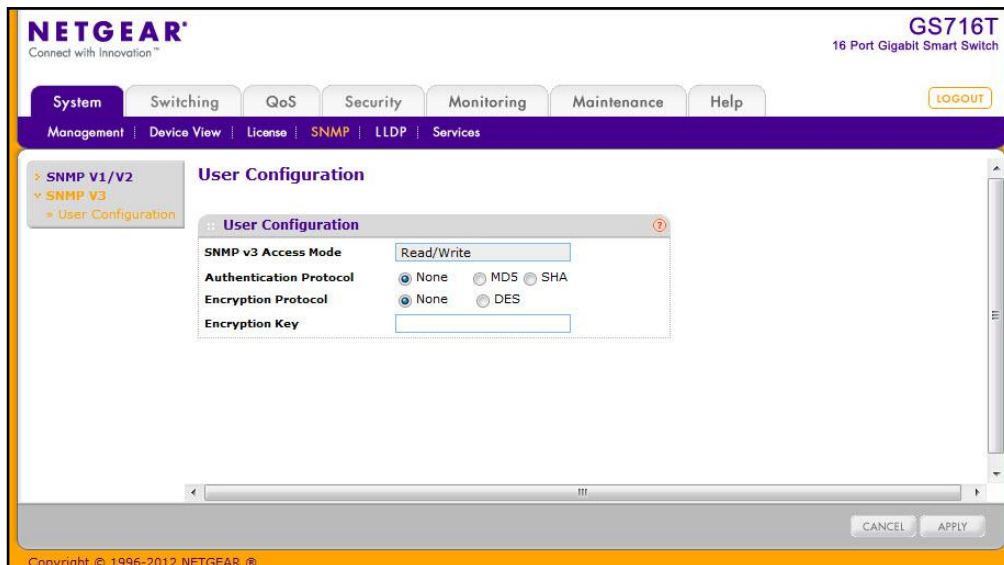 NETGEAR®
Connect with Innovation™
GS716T
16 Port Gigabit Smart Switch
System Switching QoS Security Monitoring Maintenance Help LOGOUT
Management | Device View | License | SNMP | LLDP | Services
SNMP V1/V2
SNMP V3
» User Configuration
User Configuration
User Configuration ?
SNMP v3 Access Mode Read/Write
Authentication Protocol None MD5 SHA
Encryption Protocol None DES
Encryption Key
CANCEL APPLY
Copyright © 1996-2012 NETGEAR ®